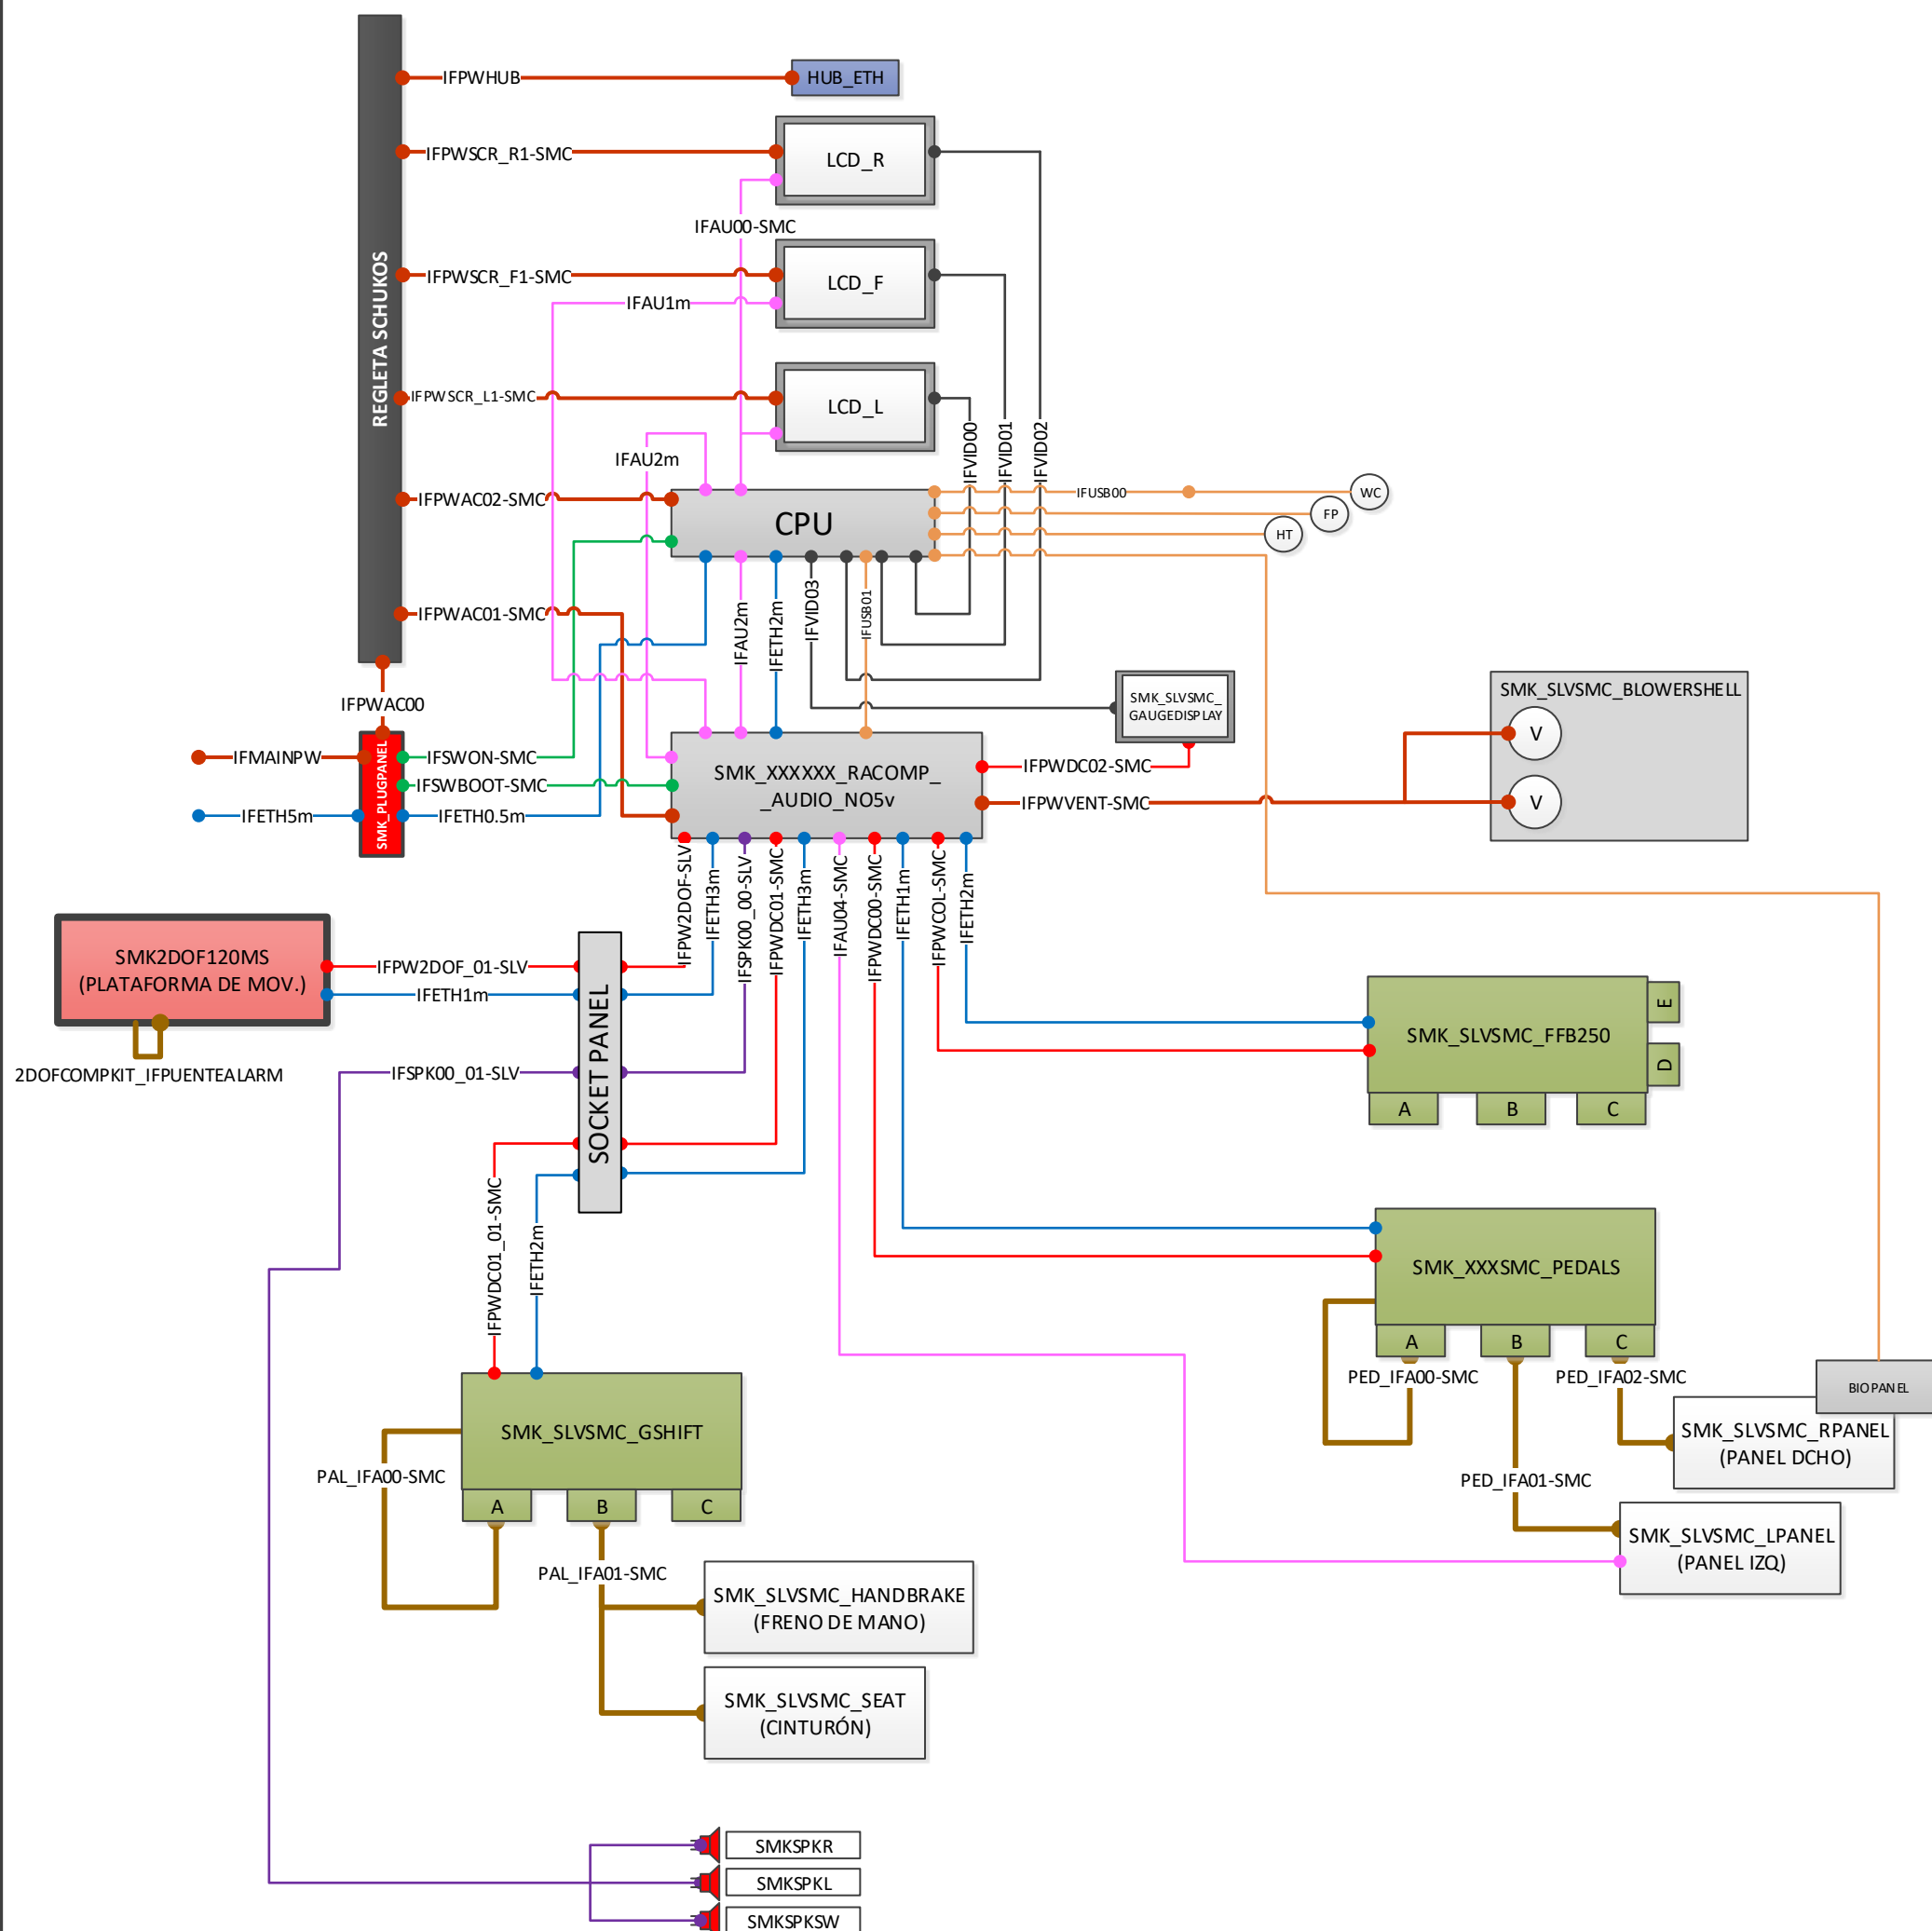 IFPWHUB
HUB_ETH
IFPWSCR_R1-SMC
LCD_R
IFAU00-SMC
REGLETA SCHUKOS
IFPWSCR_F1-SMC
LCD_F
IFAU1m
IFPWSCR_L1-SMC
LCD_L
IFVID00
IFVID01
IFVID02
IFAU2m
IFPWAC02-SMC
CPU
IFUSB00
WC
FP
HT
IFPWAC01-SMC
IFAU2m
IFETH2m
IFVID03
IFUSB01
IFPWAC00
SMK_PLUGPANEL
IFMAINPW
IFETH5m
IFSWON-SMC
IFSWBOOT-SMC
IFETH0.5m
SMK_XXXXXX_RACOMP_
_AUDIO_NO5v
SMK_SLVSMC_
GAUGEDISPLAY
IFPWDC02-SMC
IFPWVENT-SMC
SMK_SLVSMC_BLOWERSHELL
V
V
IFPW2DOF-SLV
IFETH3m
IFSPK00_00-SLV
IFPWDC01-SMC
IFETH3m
IFAU04-SMC
IFPWDC00-SMC
IFETH1m
IFPWCOL-SMC
IFETH2m
SMK2DOF120MS
(PLATAFORMA DE MOV.)
IFPW2DOF_01-SLV
IFETH1m
2DOFCOMPKIT_IFPUENTEALARM
IFSPK00_01-SLV
SOCKET PANEL
SMK_SLVSMC_FFB250
E
D
A
B
C
IFPWDC01_01-SMC
IFETH2m
SMK_XXXSMC_PEDALS
A
B
C
PED_IFA00-SMC
PED_IFA02-SMC
BIOPANEL
SMK_SLVSMC_RPANEL
(PANEL DCHO)
PED_IFA01-SMC
SMK_SLVSMC_LPANEL
(PANEL IZQ)
SMK_SLVSMC_GSHIFT
PAL_IFA00-SMC
A
B
C
PAL_IFA01-SMC
SMK_SLVSMC_HANDBRAKE
(FRENO DE MANO)
SMK_SLVSMC_SEAT
(CINTURÓN)
SMKSPKR
SMKSPKL
SMKSPKSW